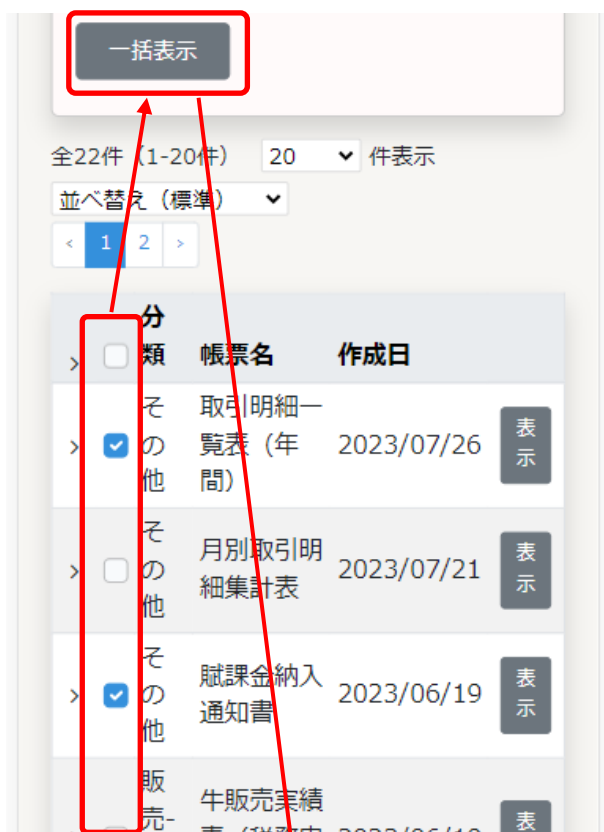 一括表示
全22件（1-20件） 20 件表示
並べ替え（標準）
< 1 2 >
分類 帳票名 作成日
> その他 取引明細一覧表（年間） 2023/07/26 表示
> その他 月別取引明細集計表 2023/07/21 表示
> その他 賦課金納入通知書 2023/06/19 表示
販売- 牛販売実績 表